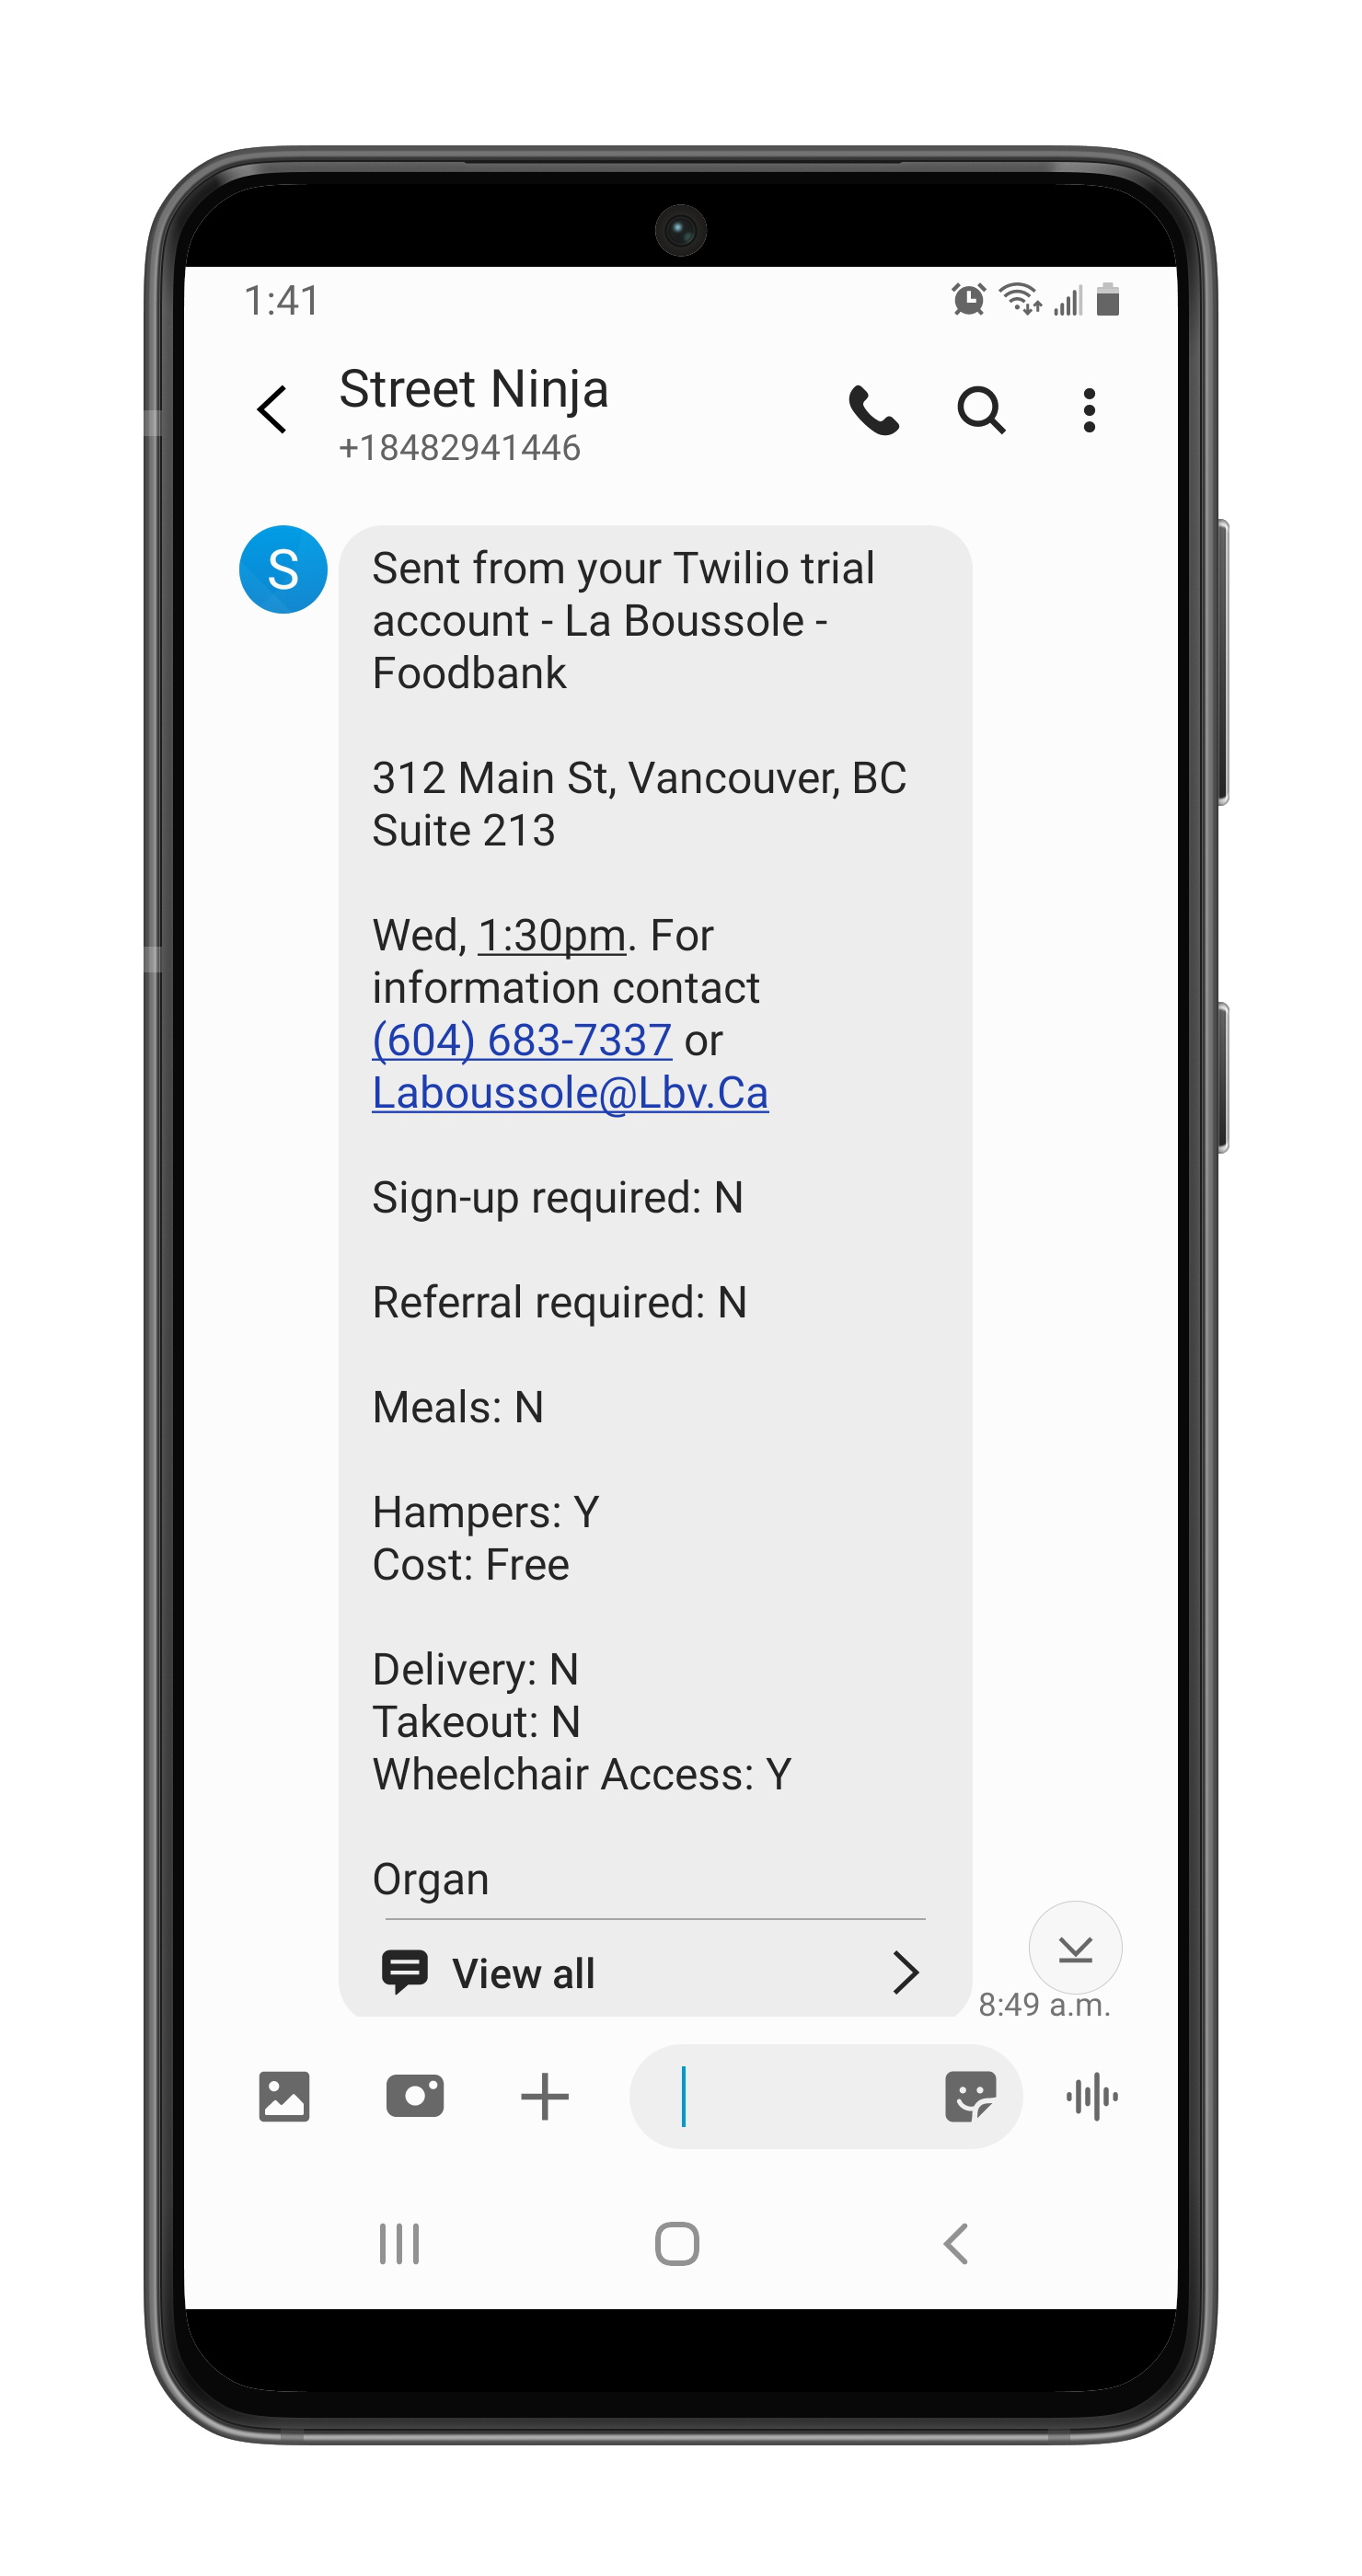 1:41
Street Ninja
+18482941446
S
Sent from your Twilio trial
account - La Boussole -
Foodbank
312 Main St, Vancouver, BC
Suite 213
Wed, 1:30pm. For
information contact
(604) 683-7337 or
Laboussole@Lbv.Ca
Sign-up required: N
Referral required: N
Meals: N
Hampers: Y
Cost: Free
Delivery: N
Takeout: N
Wheelchair Access: Y
Organ
View all
8:49 a.m.